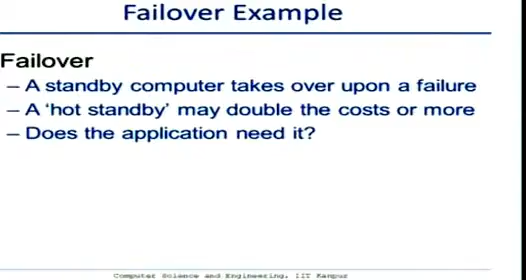 Failover Example
Failover
– A standby computer takes over upon a failure
– A ‘hot standby’ may double the costs or more
– Does the application need it?
Computer Science and Engineering, IIT Kanpur